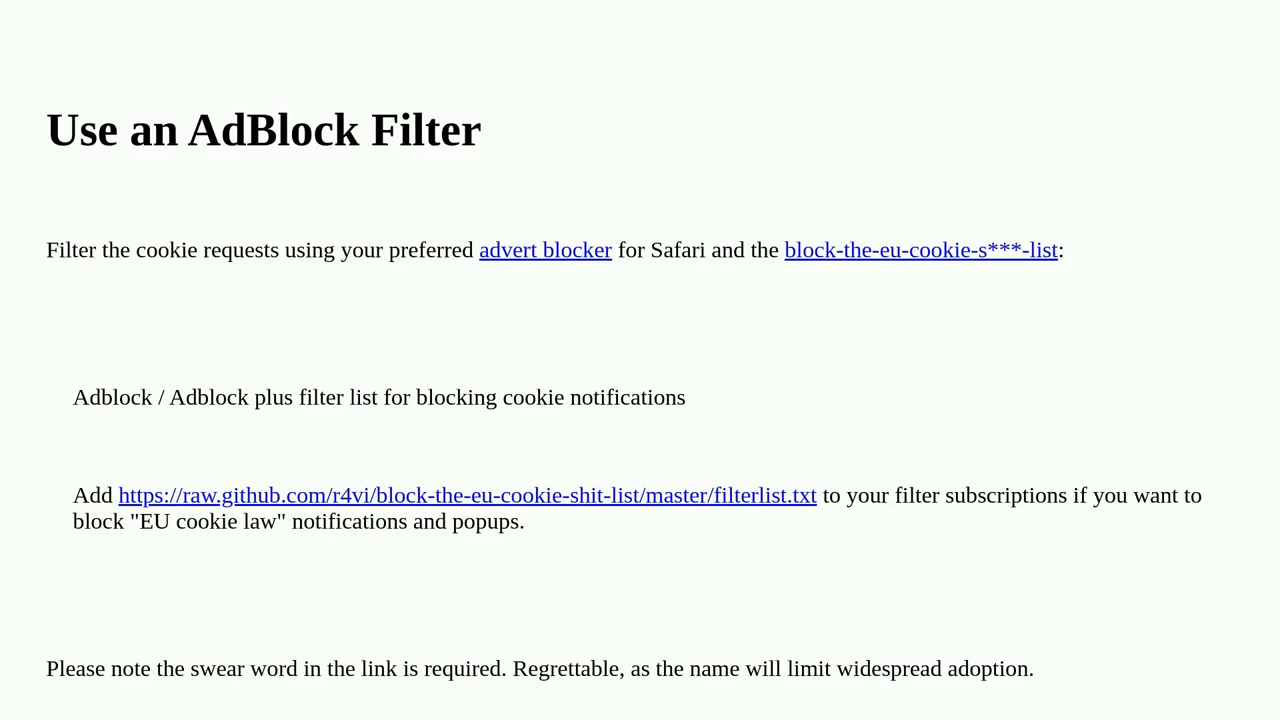 Use an AdBlock Filter
Filter the cookie requests using your preferred advert blocker for Safari and the block-the-eu-cookie-s***-list:
Adblock / Adblock plus filter list for blocking cookie notifications
Add https://raw.github.com/r4vi/block-the-eu-cookie-shit-list/master/filterlist.txt to your filter subscriptions if you want to
block "EU cookie law" notifications and popups.
Please note the swear word in the link is required. Regrettable, as the name will limit widespread adoption.